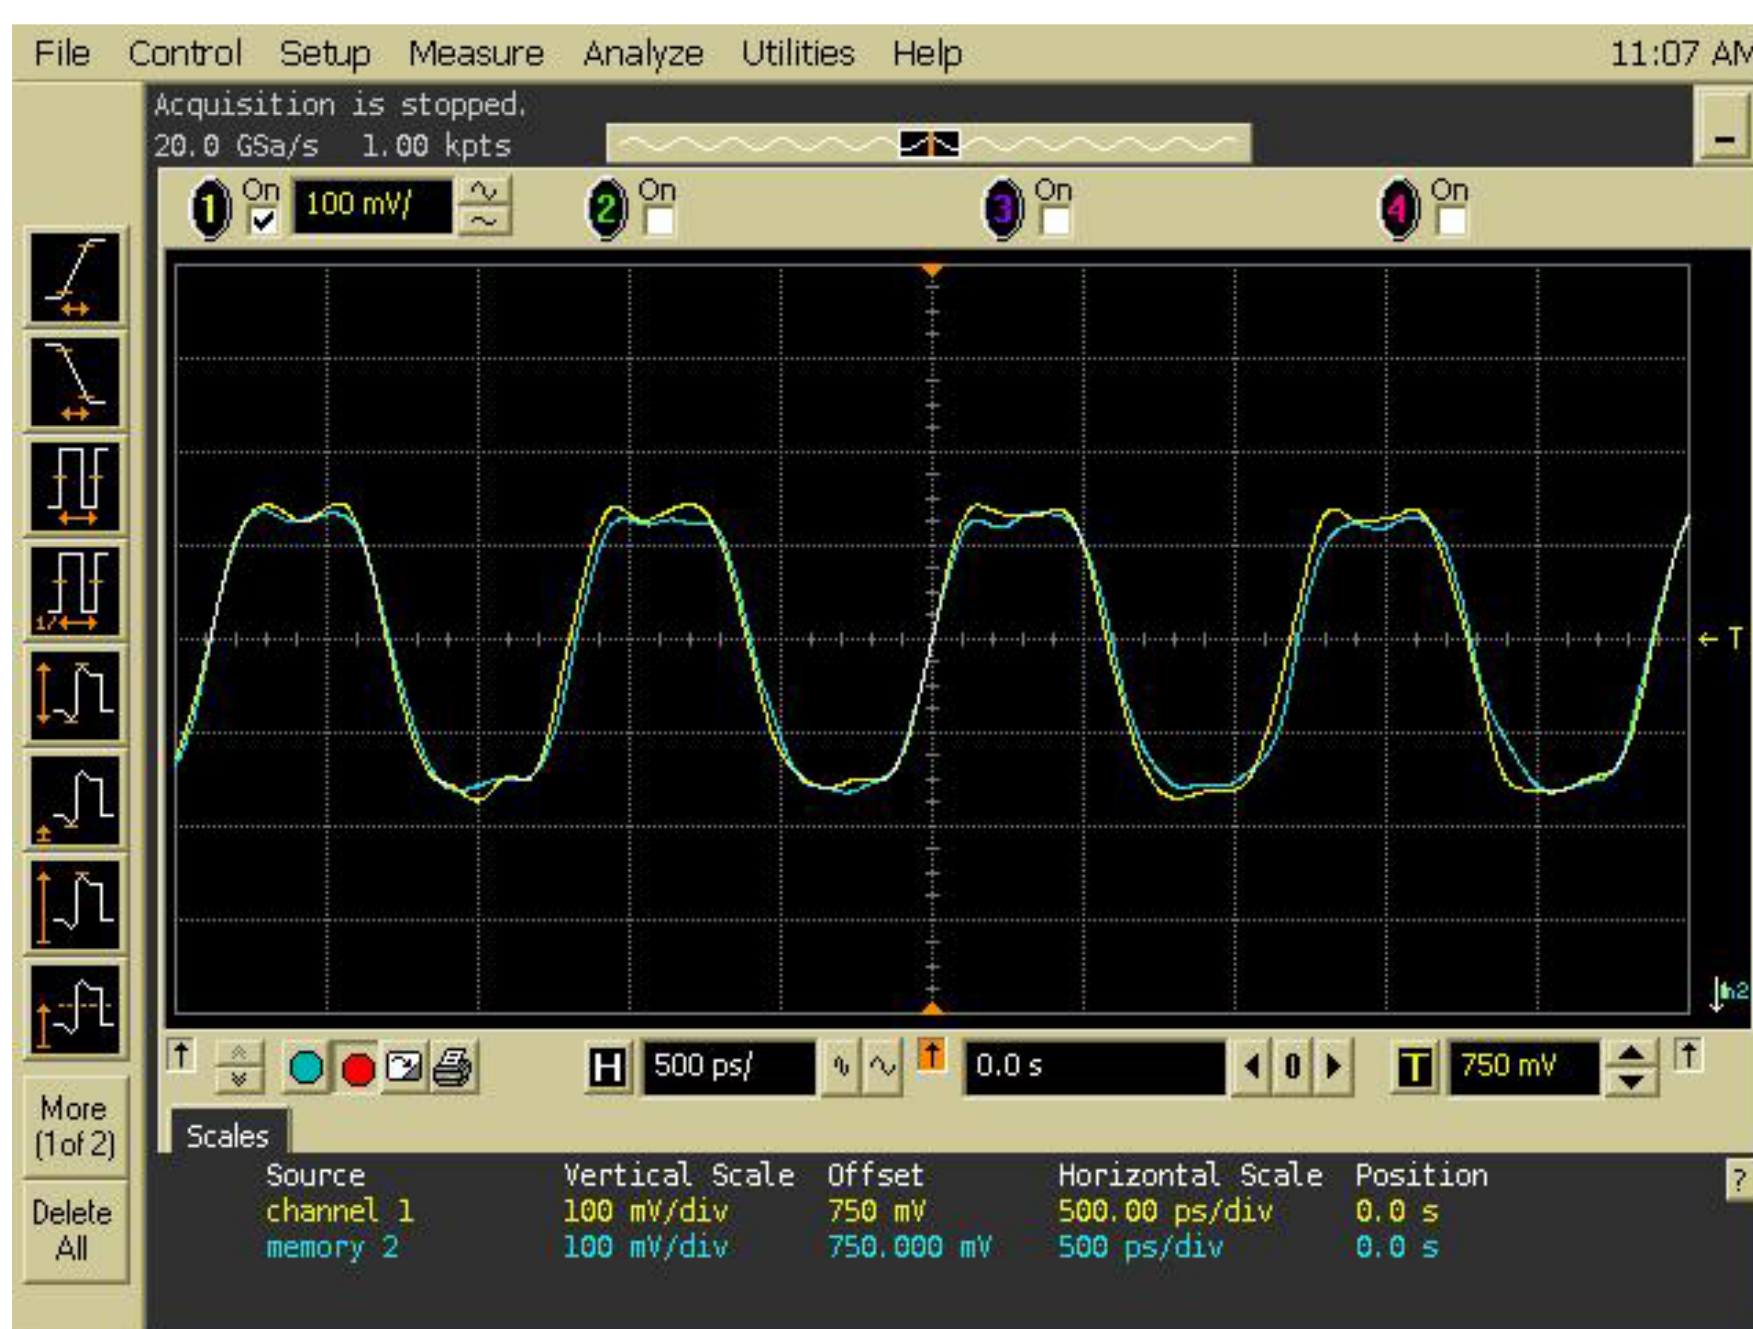 File Control Setup Measure Analyze Utilities Help 11:07 AM
Acquisition is stopped.
20.0 GSa/s 1.00 kpts
1 On 100 mV/ 2 On 3 On 4 On
← T
H 500 ps/ 0.0 s 0 T 750 mV
More
(1of 2)
Delete
All
Scales
Source Vertical Scale Offset Horizontal Scale Position ?
channel 1 100 mV/div 750 mV 500.00 ps/div 0.0 s
memory 2 100 mV/div 750.000 mV 500 ps/div 0.0 s